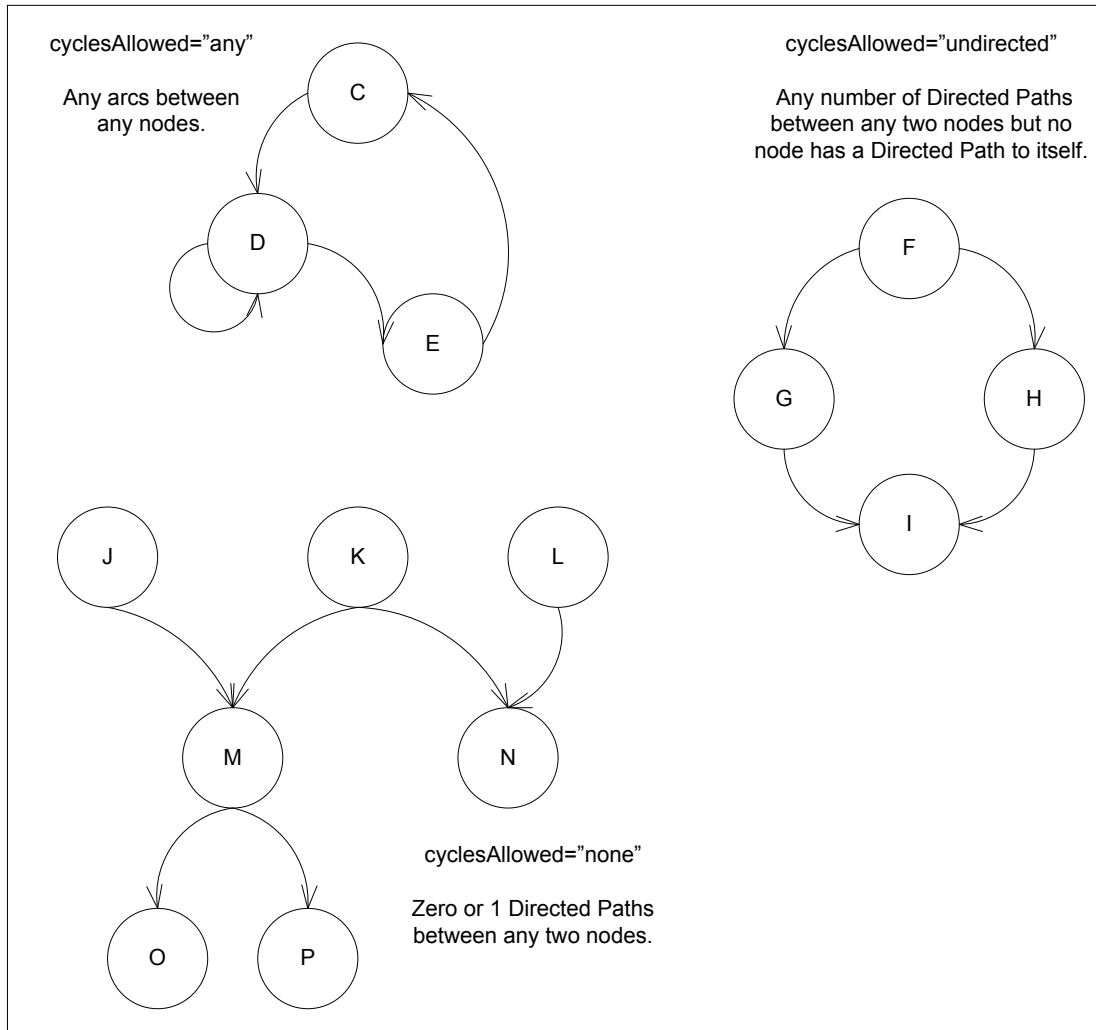 cyclesAllowed=”any”
Any arcs between
any nodes.
C
D
E
cyclesAllowed=”undirected”
Any number of Directed Paths
between any two nodes but no
node has a Directed Path to itself.
F
G
H
I
J
K
L
M
N
O
P
cyclesAllowed=”none”
Zero or 1 Directed Paths
between any two nodes.